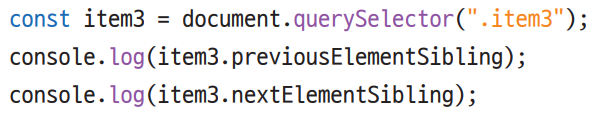 const item3 = document.querySelector(".item3");
console.log(item3.previousElementSibling);
console.log(item3.nextElementSibling);